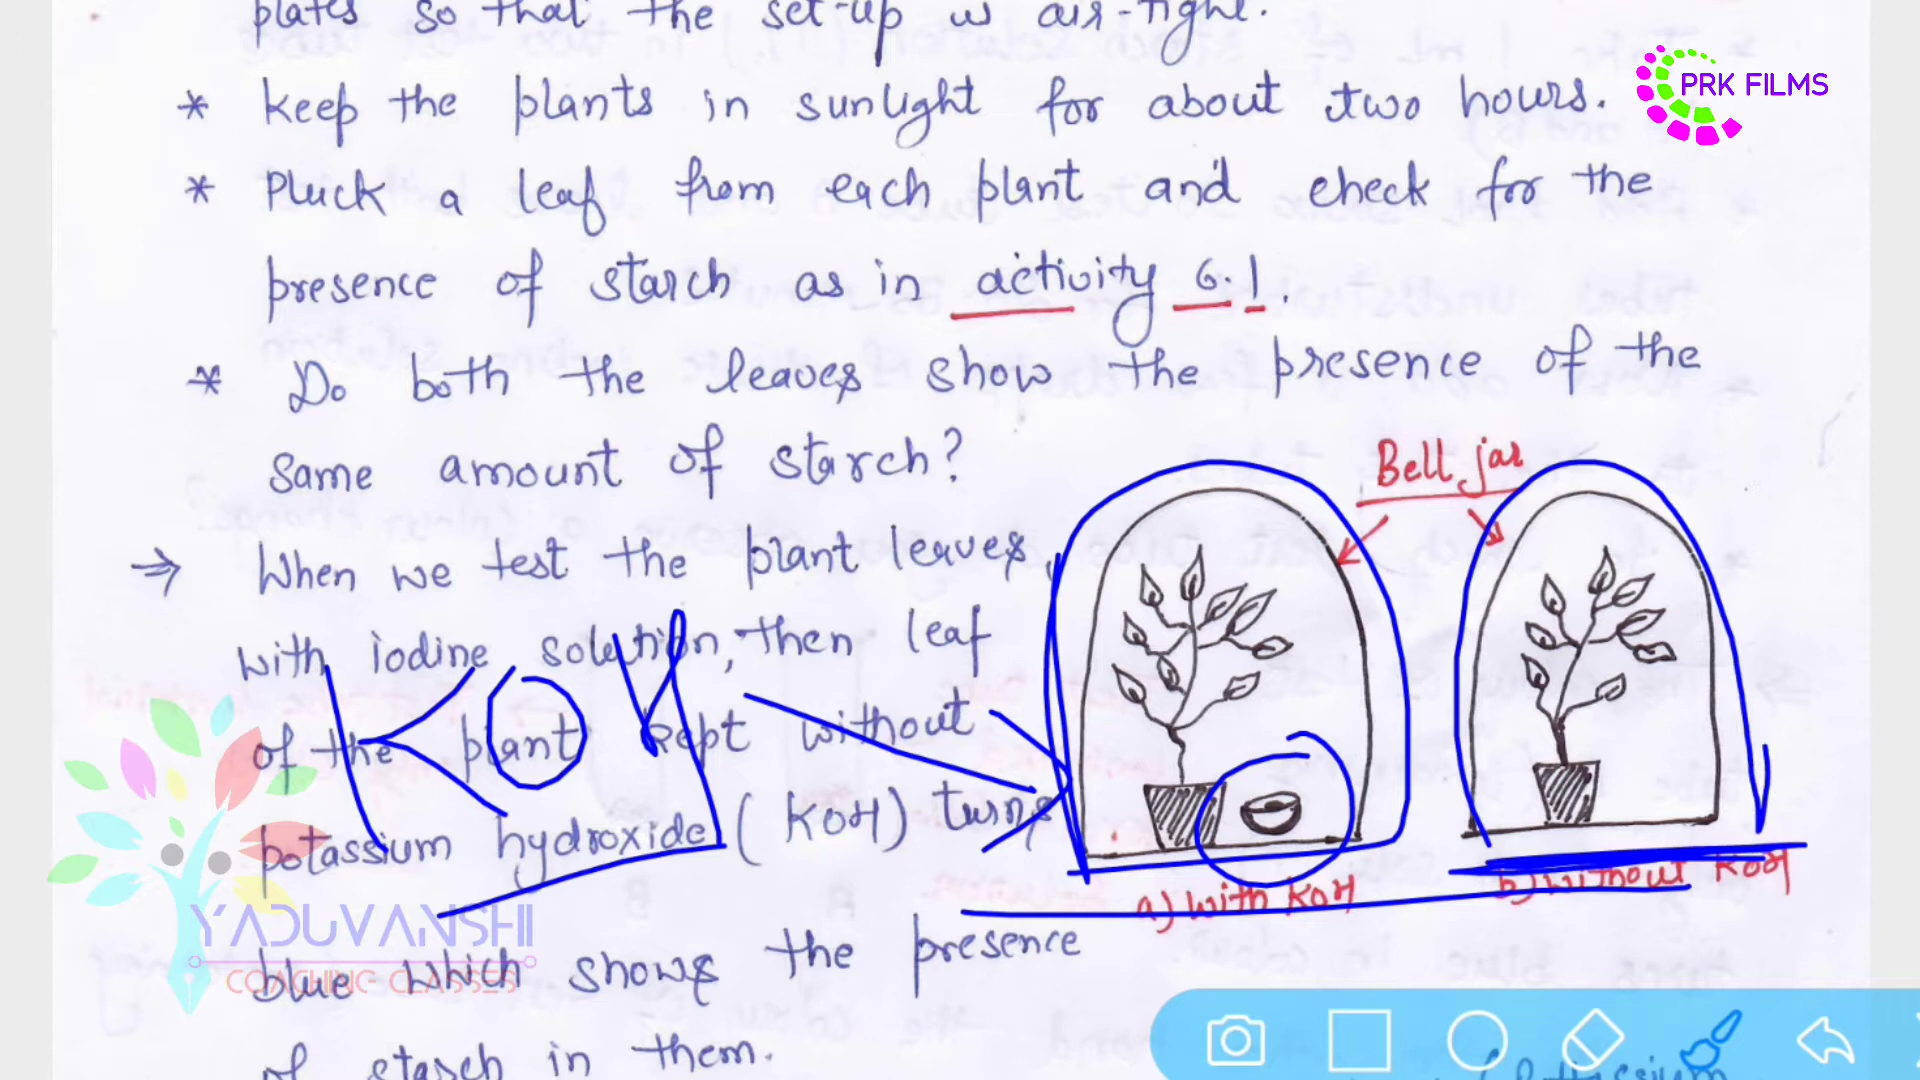 plates so that the set-up is air-tight.
PRK FILMS
* Keep the plants in sunlight for about two hours.
* Pluck a leaf from each plant and check for the
presence of starch as in activity 6.1.
* Do both the leaves show the presence of the
same amount of starch?
Bell jar
⇒ When we test the plant leaves
with iodine solution, then leaf
of the plant kept without
KOH
potassium hydroxide (KOH) turns
a) with KOH
b) without KOH
YADUVANSHI
COACHING CLASSES
blue which shows the presence
of starch in them.